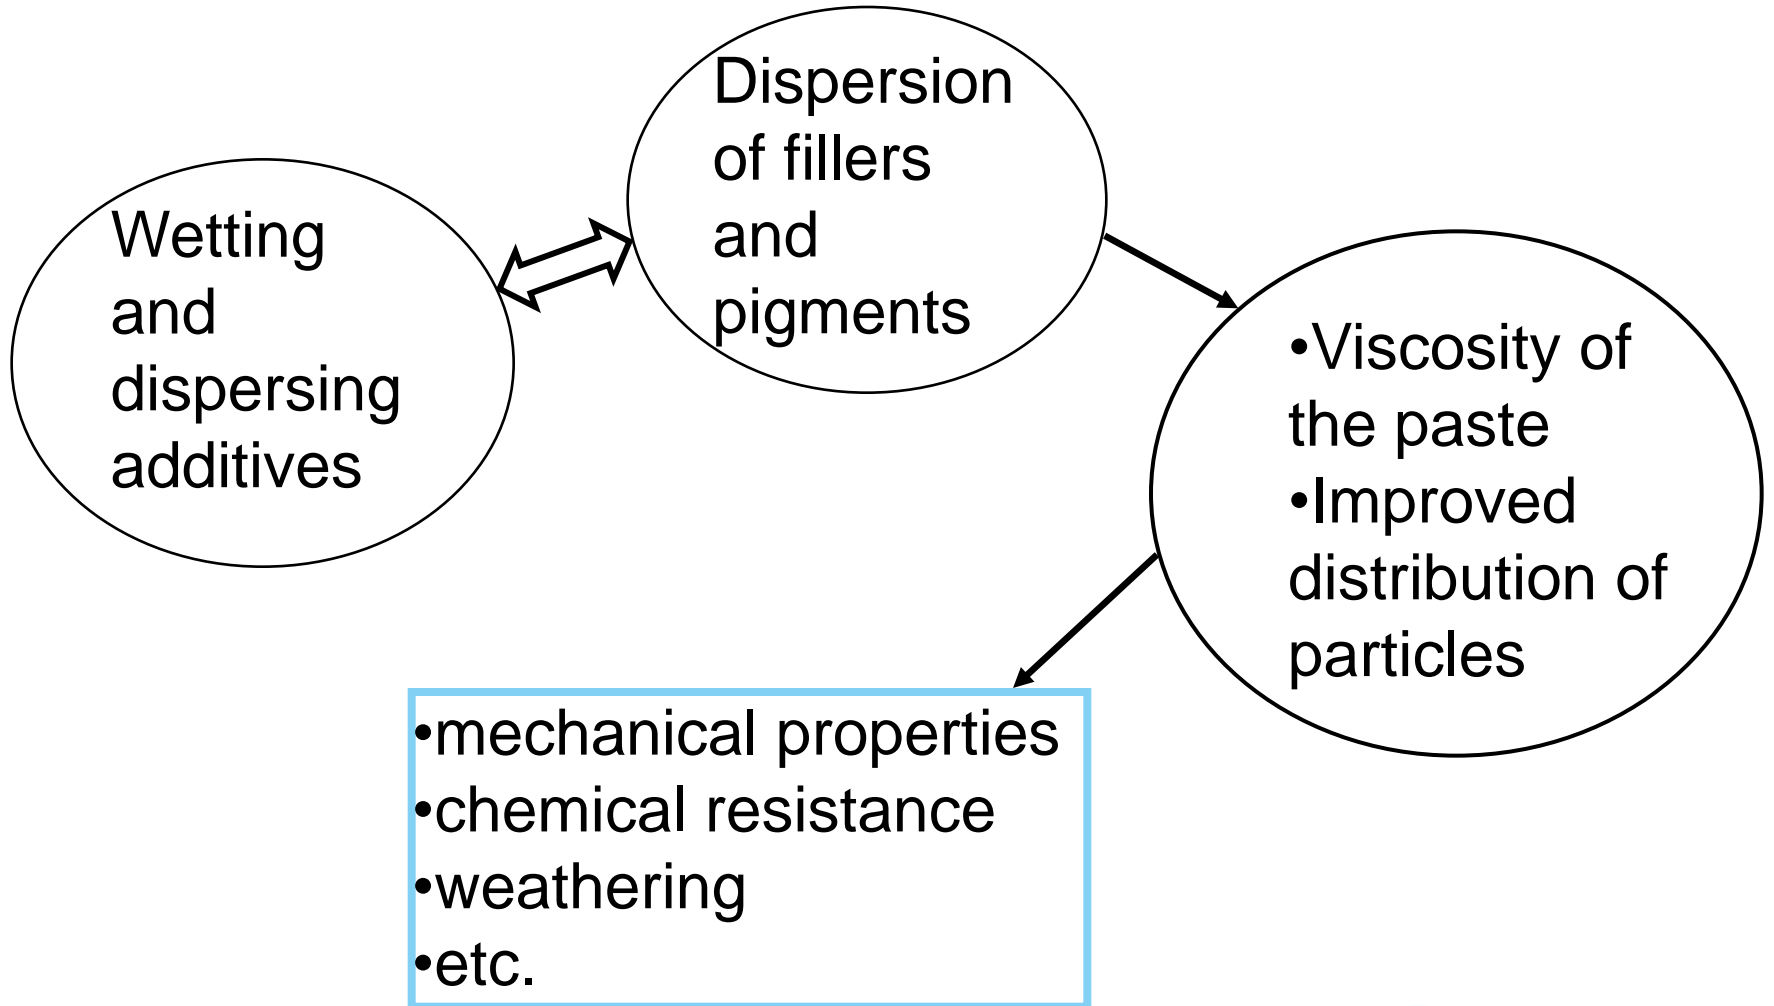 Wetting
and
dispersing
additives
Dispersion
of fillers
and
pigments
•Viscosity of
the paste
•Improved
distribution of
particles
•mechanical properties
•chemical resistance
•weathering
•etc.